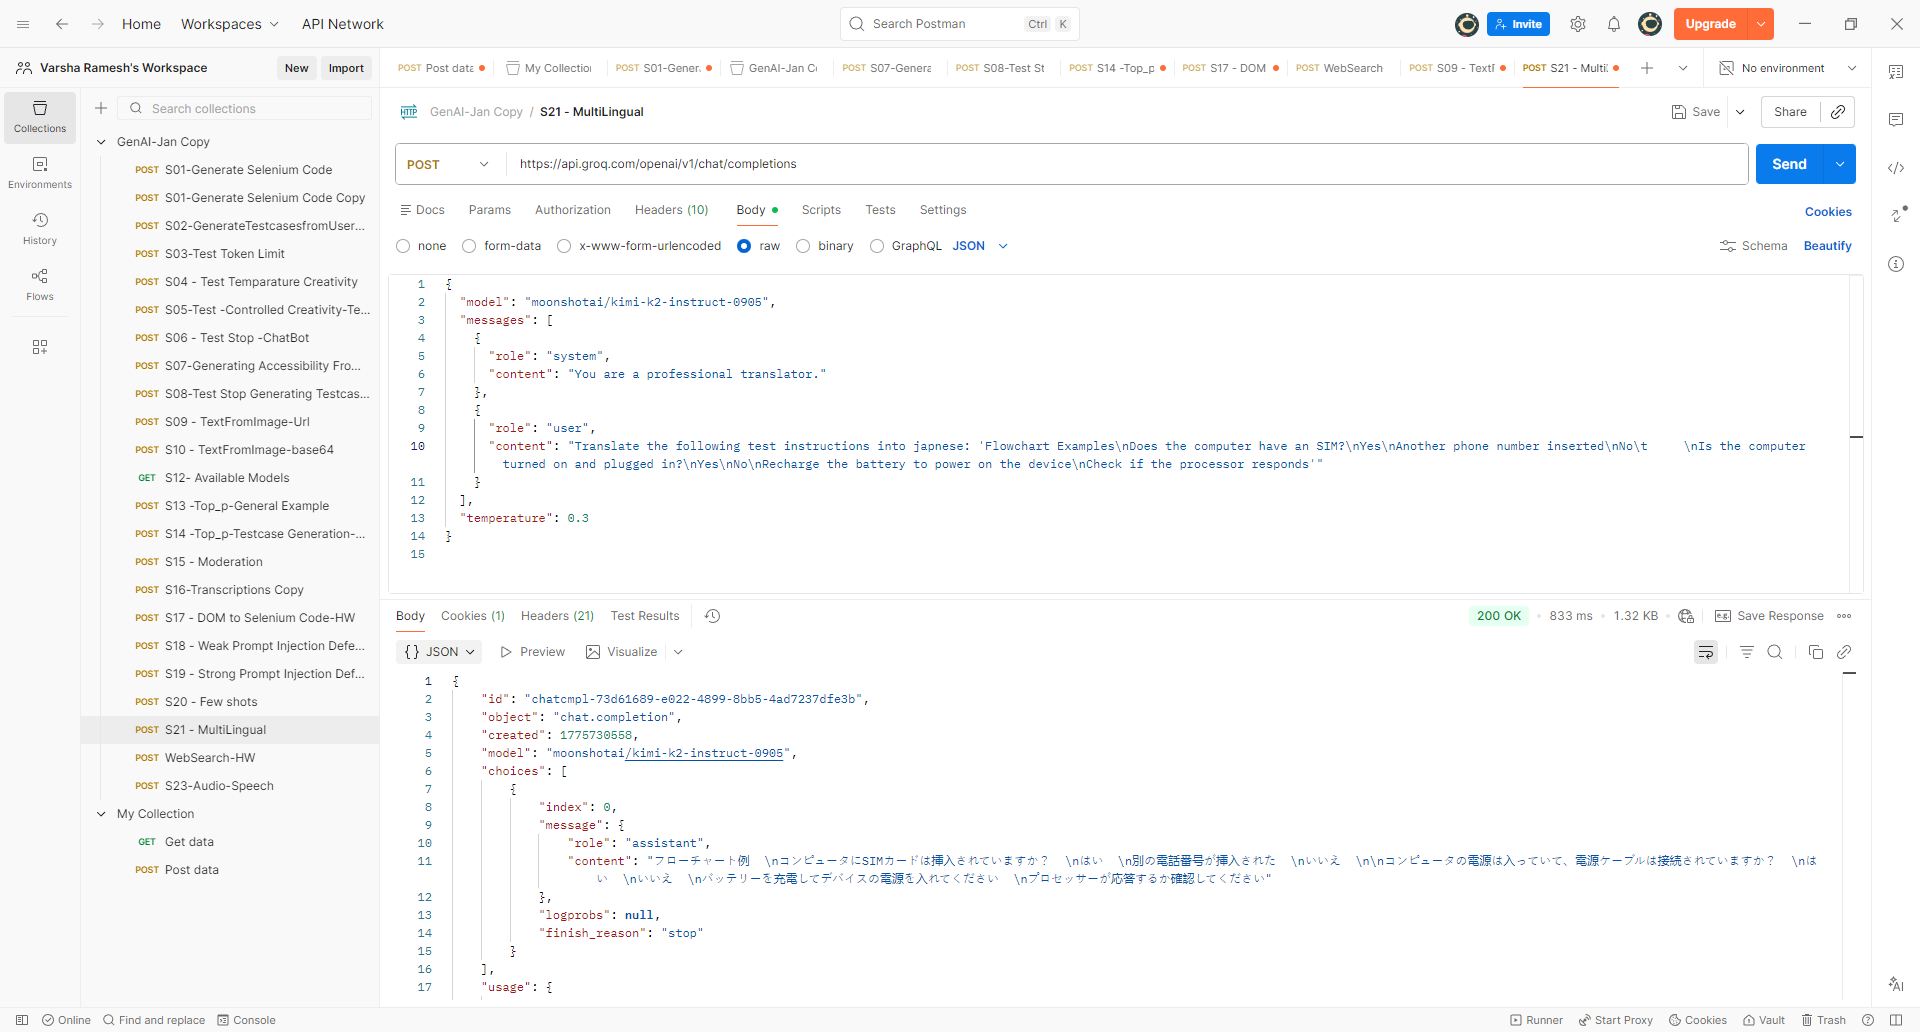 Home
Workspaces
API Network
Search Postman
Ctrl
K
Invite
Upgrade
Varsha Ramesh's Workspace
New
Import
POST Post data
My Collection
POST S01-Gener
GenAI-Jan C
POST S07-Genera
POST S08-Test St
POST S14 -Top_p
POST S17 - DOM
POST WebSearch
POST S09 - TextF
POST S21 - Multi
No environment
Collections
Environments
History
Flows
Search collections
GenAI-Jan Copy
POST S01-Generate Selenium Code
POST S01-Generate Selenium Code Copy
POST S02-GenerateTestcasesfromUser...
POST S03-Test Token Limit
POST S04 - Test Temparature Creativity
POST S05-Test -Controlled Creativity-Te...
POST S06 - Test Stop -ChatBot
POST S07-Generating Accessibility Fro...
POST S08-Test Stop Generating Testcas...
POST S09 - TextFromImage-Url
POST S10 - TextFromImage-base64
GET S12- Available Models
POST S13 -Top_p-General Example
POST S14 -Top_p-Testcase Generation-...
POST S15 - Moderation
POST S16-Transcriptions Copy
POST S17 - DOM to Selenium Code-HW
POST S18 - Weak Prompt Injection Defe...
POST S19 - Strong Prompt Injection Def...
POST S20 - Few shots
POST S21 - MultiLingual
POST WebSearch-HW
POST S23-Audio-Speech
My Collection
GET Get data
POST Post data
HTTP GenAI-Jan Copy / S21 - MultiLingual
Save
Share
POST
https://api.groq.com/openai/v1/chat/completions
Send
Docs
Params
Authorization
Headers (10)
Body
Scripts
Tests
Settings
Cookies
none
form-data
x-www-form-urlencoded
raw
binary
GraphQL
JSON
Schema
Beautify
1 {
2 "model": "moonshotai/kimi-k2-instruct-0905",
3 "messages": [
4 {
5 "role": "system",
6 "content": "You are a professional translator."
7 },
8 {
9 "role": "user",
10 "content": "Translate the following test instructions into japnese: 'Flowchart Examples\nDoes the computer have an SIM?\nYes\nAnother phone number inserted\nNo\t \nIs the computer
turned on and plugged in?\nYes\nNo\nRecharge the battery to power on the device\nCheck if the processor responds'"
11 }
12 ],
13 "temperature": 0.3
14 }
15
Body
Cookies (1)
Headers (21)
Test Results
200 OK
833 ms
1.32 KB
e.g. Save Response
{} JSON
Preview
Visualize
1 {
2 "id": "chatcmpl-73d61689-e022-4899-8bb5-4ad7237dfe3b",
3 "object": "chat.completion",
4 "created": 1775730558,
5 "model": "moonshotai/kimi-k2-instruct-0905",
6 "choices": [
7 {
8 "index": 0,
9 "message": {
10 "role": "assistant",
11 "content": "フローチャート例 \nコンピュータにSIMカードは挿入されていますか？ \nはい \n別の電話番号が挿入された \nいいえ \n\nコンピュータの電源は入っていて、電源ケーブルは接続されていますか？ \nは
い \nいいえ \nバッテリーを充電してデバイスの電源を入れてください \nプロセッサーが応答するか確認してください"
12 },
13 "logprobs": null,
14 "finish_reason": "stop"
15 }
16 ],
17 "usage": {
Online
Find and replace
Console
Runner
Start Proxy
Cookies
Vault
Trash
AI